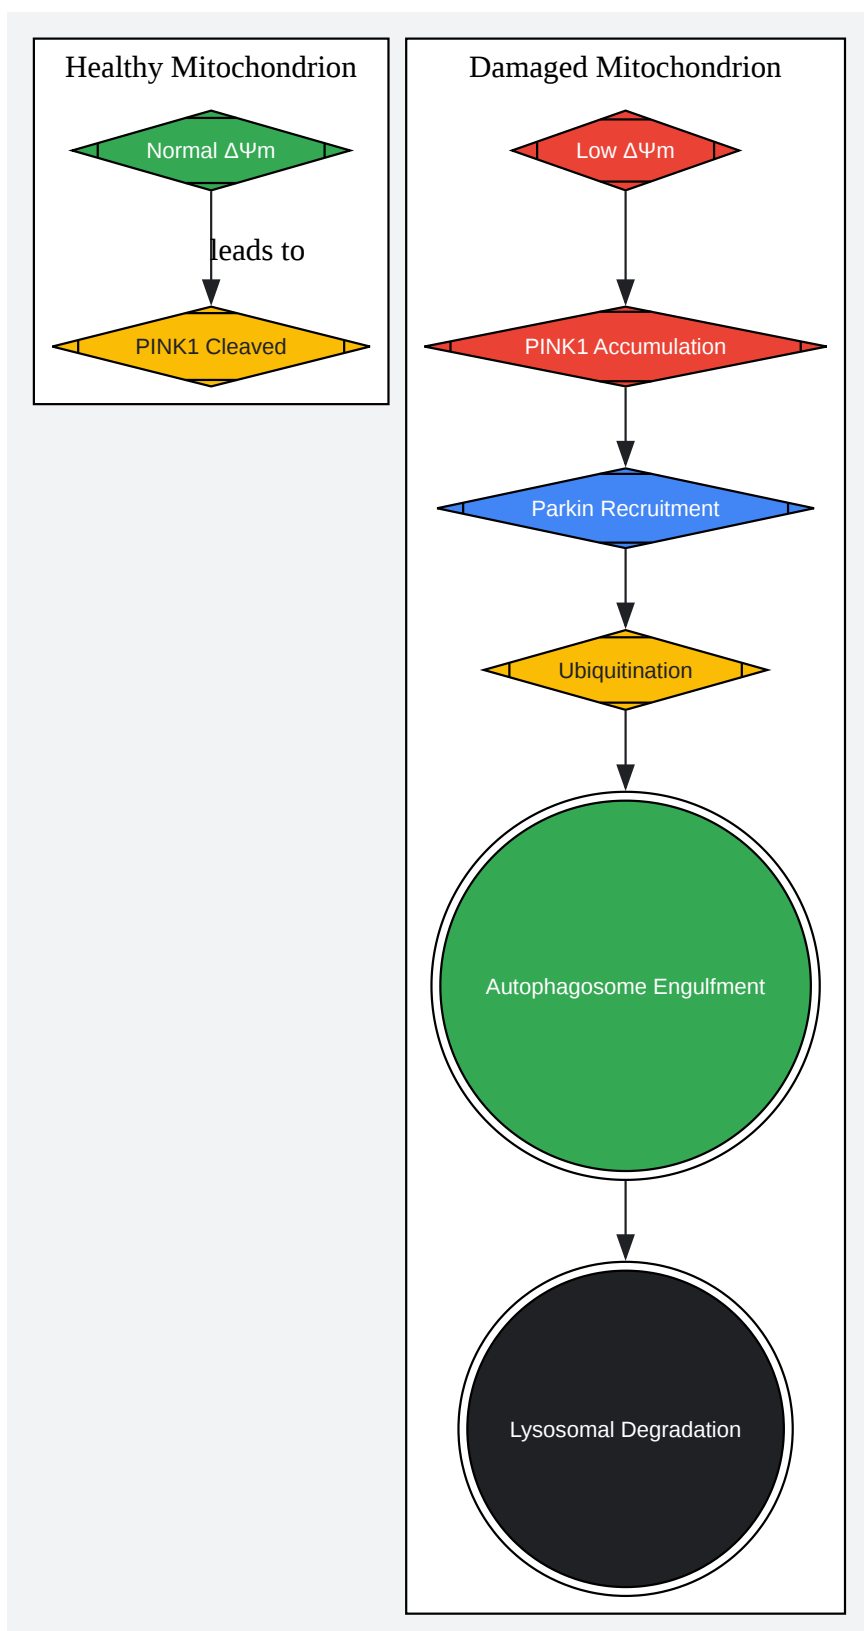 Healthy Mitochondrion
Normal ΔΨm
leads to
PINK1 Cleaved
Damaged Mitochondrion
Low ΔΨm
PINK1 Accumulation
Parkin Recruitment
Ubiquitination
Autophagosome Engulfment
Lysosomal Degradation